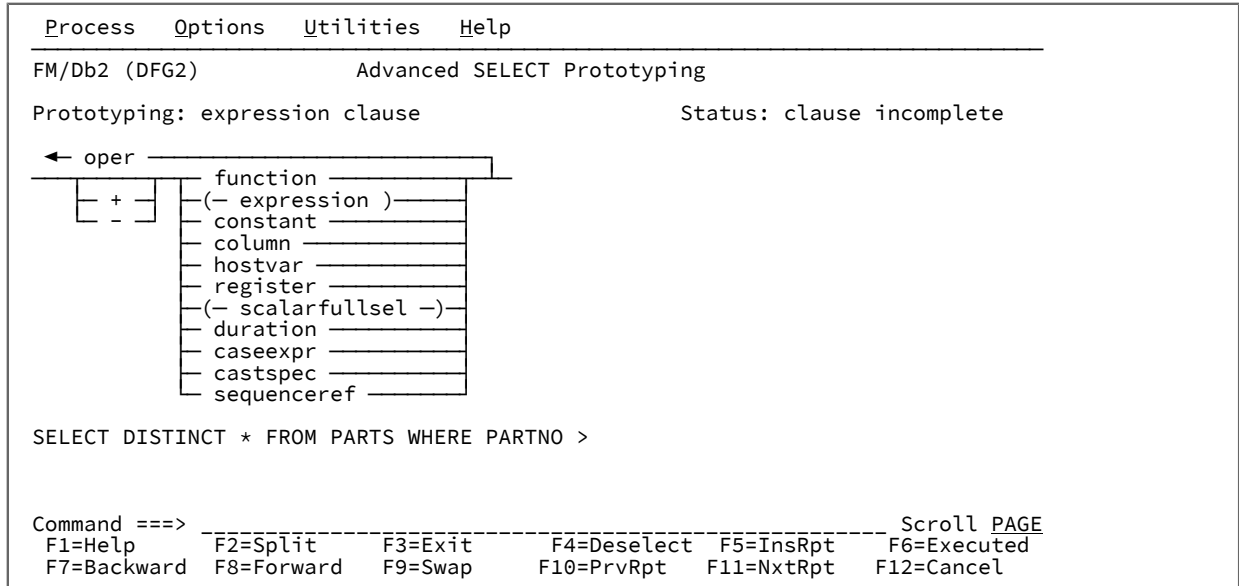 Process Options Utilities Help
FM/Db2 (DFG2) Advanced SELECT Prototyping
Prototyping: expression clause Status: clause incomplete
oper
function
+ (— expression )
- constant
column
hostvar
register
(— scalarfullsel —)
duration
caseexpr
castspec
sequenceref
SELECT DISTINCT * FROM PARTS WHERE PARTNO >
Command ===> Scroll PAGE
F1=Help F2=Split F3=Exit F4=Deselect F5=InsRpt F6=Executed
F7=Backward F8=Forward F9=Swap F10=PrvRpt F11=NxtRpt F12=Cancel